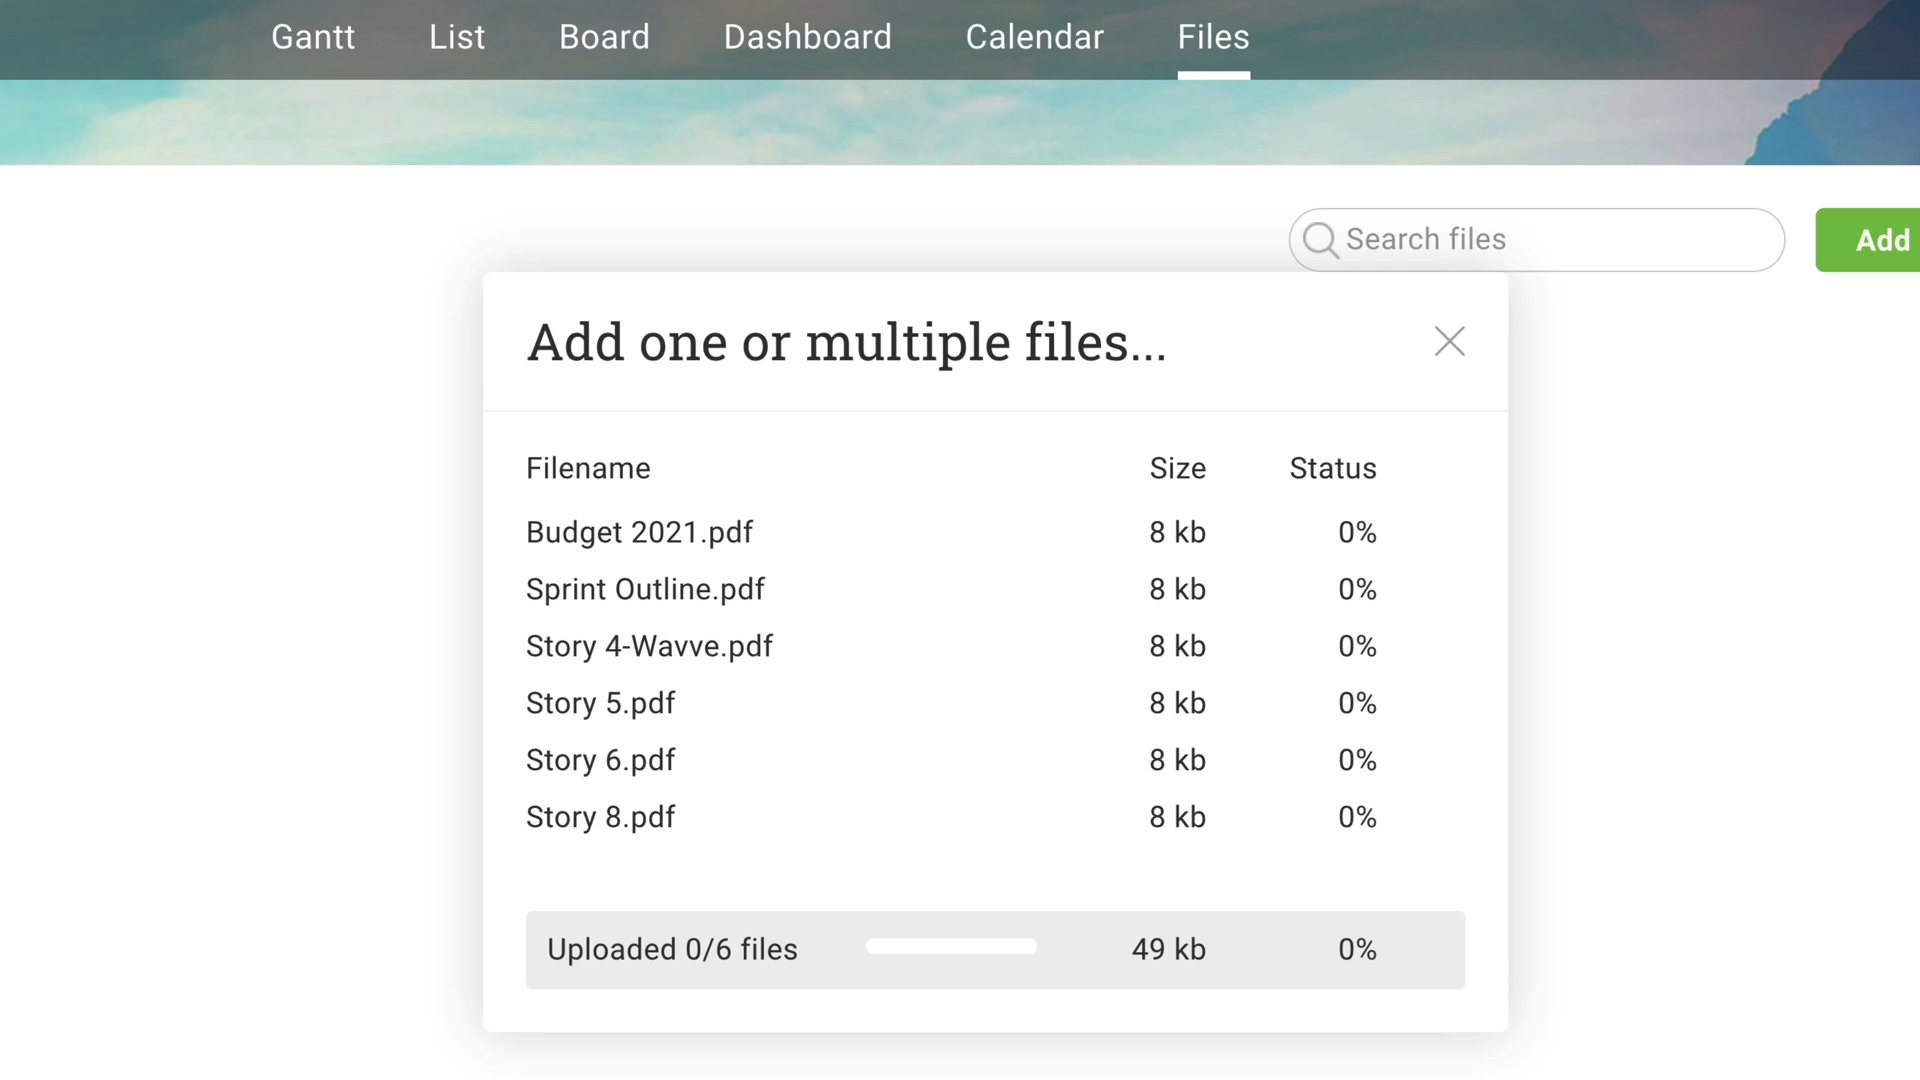 Gantt List Board Dashboard Calendar Files
Search files
Add
Add one or multiple files...
Filename Size Status
Budget 2021.pdf 8 kb 0%
Sprint Outline.pdf 8 kb 0%
Story 4-Wavve.pdf 8 kb 0%
Story 5.pdf 8 kb 0%
Story 6.pdf 8 kb 0%
Story 8.pdf 8 kb 0%
Uploaded 0/6 files 49 kb 0%